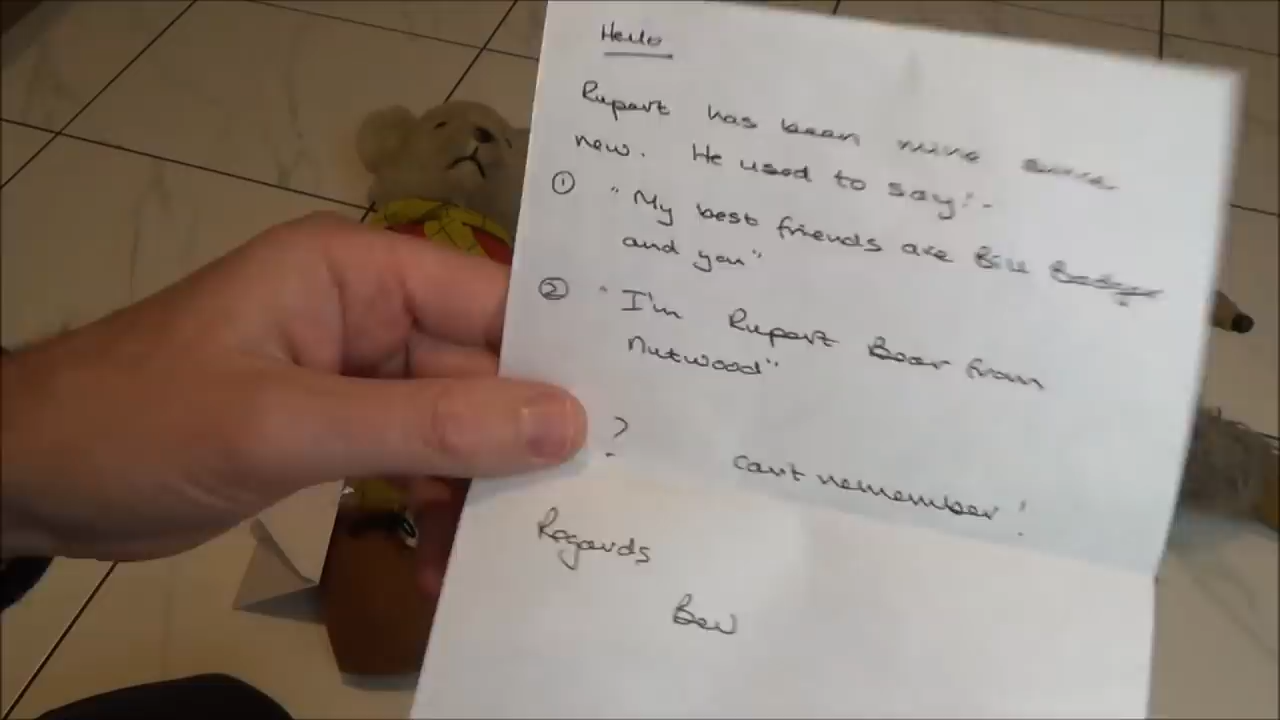 Hello
Rupert has been mine since
new. He used to say:-
① "My best friends are Bill Badger
and you"
② "I'm Rupert Bear from
Nutwood"
? can't remember!
Regards
Bev